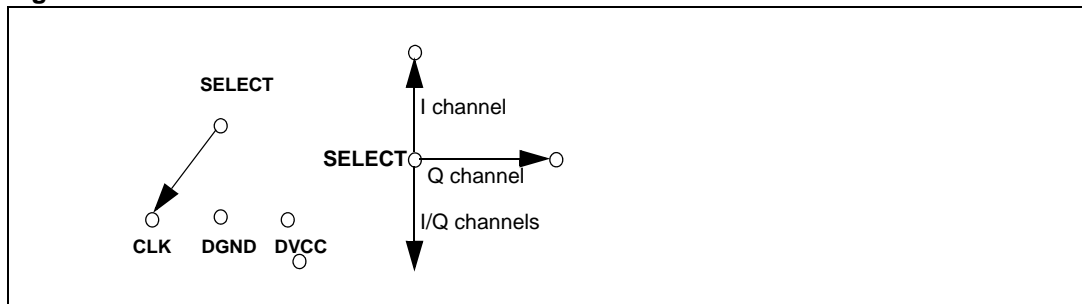 SELECT
I channel
SELECT
Q channel
I/Q channels
CLK DGND DVCC